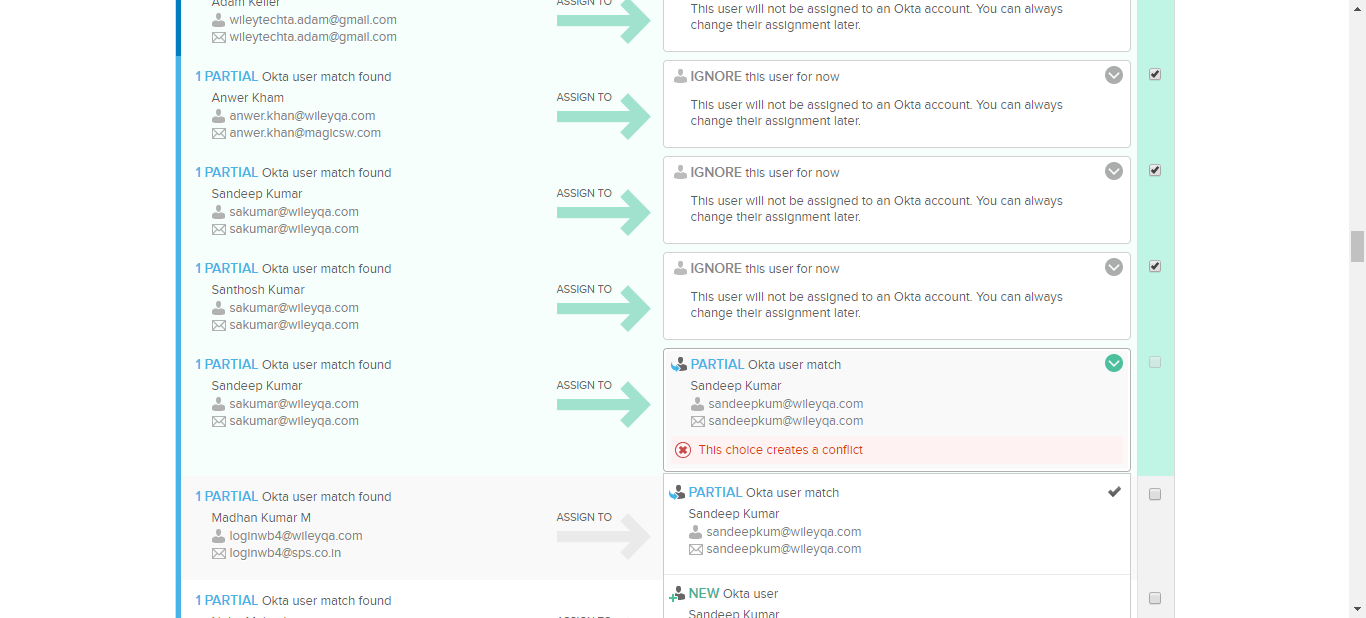 Adam Keller
wileytechta.adam@gmail.com
wileytechta.adam@gmail.com
ASSIGN TO
This user will not be assigned to an Okta account. You can always
change their assignment later.
1 PARTIAL Okta user match found
Anwer Kham
anwer.khan@wileyqa.com
anwer.khan@magicsw.com
ASSIGN TO
IGNORE this user for now
This user will not be assigned to an Okta account. You can always
change their assignment later.
1 PARTIAL Okta user match found
Sandeep Kumar
sakumar@wileyqa.com
sakumar@wileyqa.com
ASSIGN TO
IGNORE this user for now
This user will not be assigned to an Okta account. You can always
change their assignment later.
1 PARTIAL Okta user match found
Santhosh Kumar
sakumar@wileyqa.com
sakumar@wileyqa.com
ASSIGN TO
IGNORE this user for now
This user will not be assigned to an Okta account. You can always
change their assignment later.
1 PARTIAL Okta user match found
Sandeep Kumar
sakumar@wileyqa.com
sakumar@wileyqa.com
ASSIGN TO
PARTIAL Okta user match
Sandeep Kumar
sandeepkum@wileyqa.com
sandeepkum@wileyqa.com
This choice creates a conflict
1 PARTIAL Okta user match found
Madhan Kumar M
loginwb4@wileyqa.com
loginwb4@sps.co.in
ASSIGN TO
PARTIAL Okta user match
Sandeep Kumar
sandeepkum@wileyqa.com
sandeepkum@wileyqa.com
1 PARTIAL Okta user match found
NEW Okta user
Sandeep Kumar